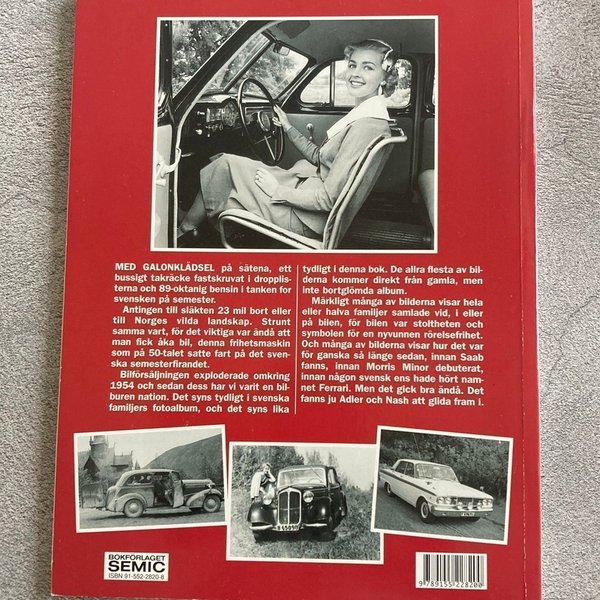 MED GALONKLÄDSEL på sätena, ett
bussigt takräcke fastskruvat i dropplis-
terna och 89-oktanig bensin i tanken for
svensken på semester.
Antingen till släkten 23 mil bort eller
till Norges vilda landskap. Strunt
samma vart, för det viktiga var ändå att
man fick åka bil, denna frihetsmaskin
som på 50-talet satte fart på det sven-
ska semesterfirandet.
Bilförsäljningen exploderade omkring
1954 och sedan dess har vi varit en bil-
buren nation. Det syns tydligt i svenska
familjers fotoalbum, och det syns lika
tydligt i denna bok. De allra flesta av bil-
derna kommer direkt från gamla, men
inte bortglömda album.
Märkligt många av bilderna visar hela
eller halva familjer samlade vid, i eller
på bilen, för bilen var stoltheten och
symbolen för en nyvunnen rörelsefrihet.
Och många av bilderna visar hur det var
för ganska så länge sedan, innan Saab
fanns, innan Morris Minor debuterat,
innan någon svensk ens hade hört nam-
net Ferrari. Men det gick bra ändå. Det
fanns ju Adler och Nash att glida fram i.
BOKFÖRLAGET
SEMIC
ISBN 91-552-2820-8
9 789155 228200